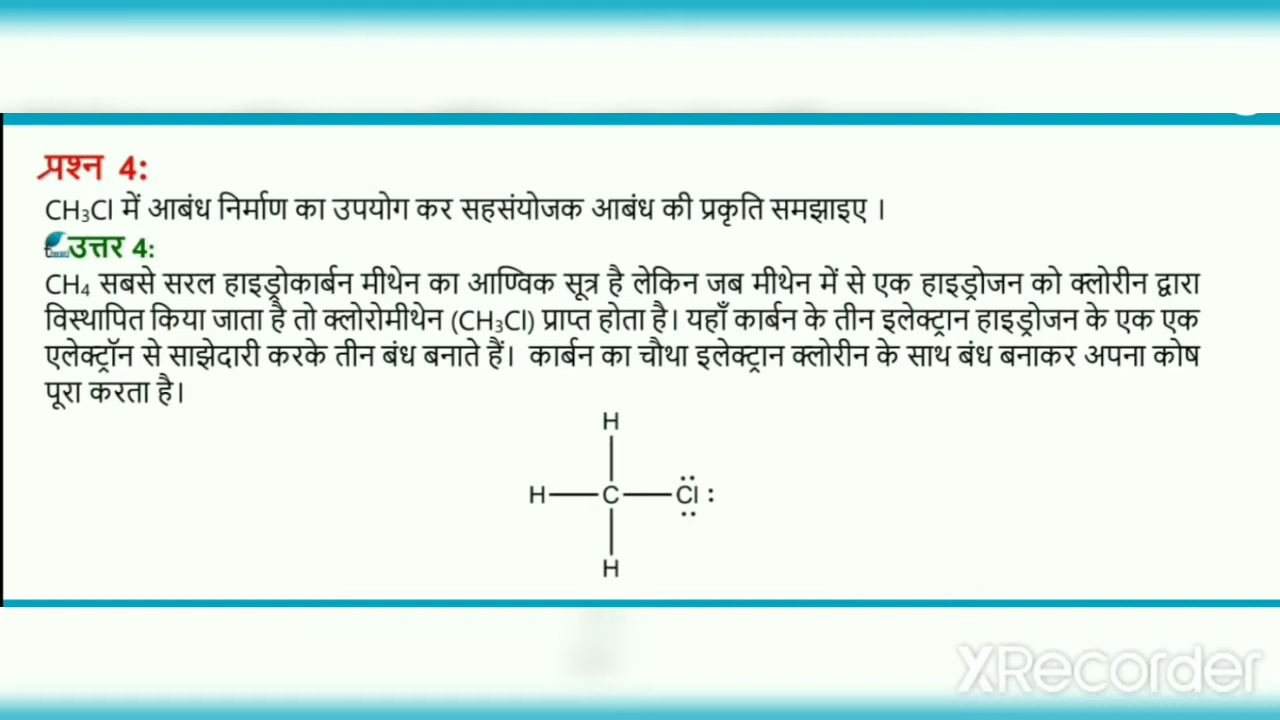 प्रश्न 4:
CH₃Cl में आबंध निर्माण का उपयोग कर सहसंयोजक आबंध की प्रकृति समझाइए ।
उत्तर 4:
CH₄ सबसे सरल हाइड्रोकार्बन मीथेन का आण्विक सूत्र है लेकिन जब मीथेन में से एक हाइड्रोजन को क्लोरीन द्वारा
विस्थापित किया जाता है तो क्लोरोमीथेन (CH₃Cl) प्राप्त होता है। यहाँ कार्बन के तीन इलेक्ट्रान हाइड्रोजन के एक एक
एलेक्ट्रॉन से साझेदारी करके तीन बंध बनाते हैं। कार्बन का चौथा इलेक्ट्रान क्लोरीन के साथ बंध बनाकर अपना कोष
पूरा करता है।
H
H C Cl :
H
XRecorder